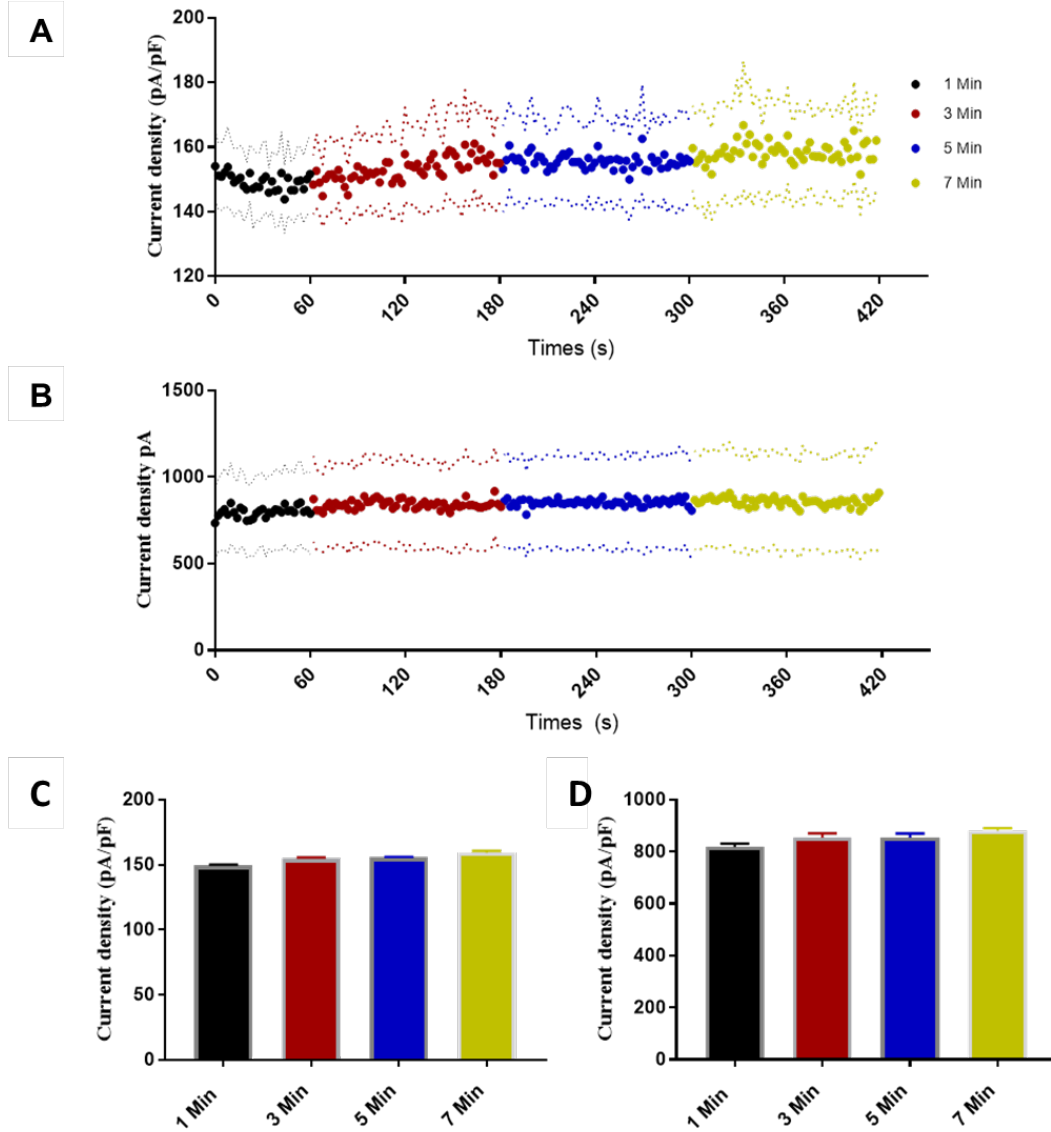 A
Current density (pA/pF)
200
180
160
140
120
0
60
120
180
240
300
360
420
Times (s)
1 Min
3 Min
5 Min
7 Min
B
Current density pA
1500
1000
500
0
0
60
120
180
240
300
360
420
Times (s)
C
Current density (pA/pF)
200
150
100
50
0
1 Min
3 Min
5 Min
7 Min
D
Current density (pA/pF)
1000
800
600
400
200
0
1 Min
3 Min
5 Min
7 Min